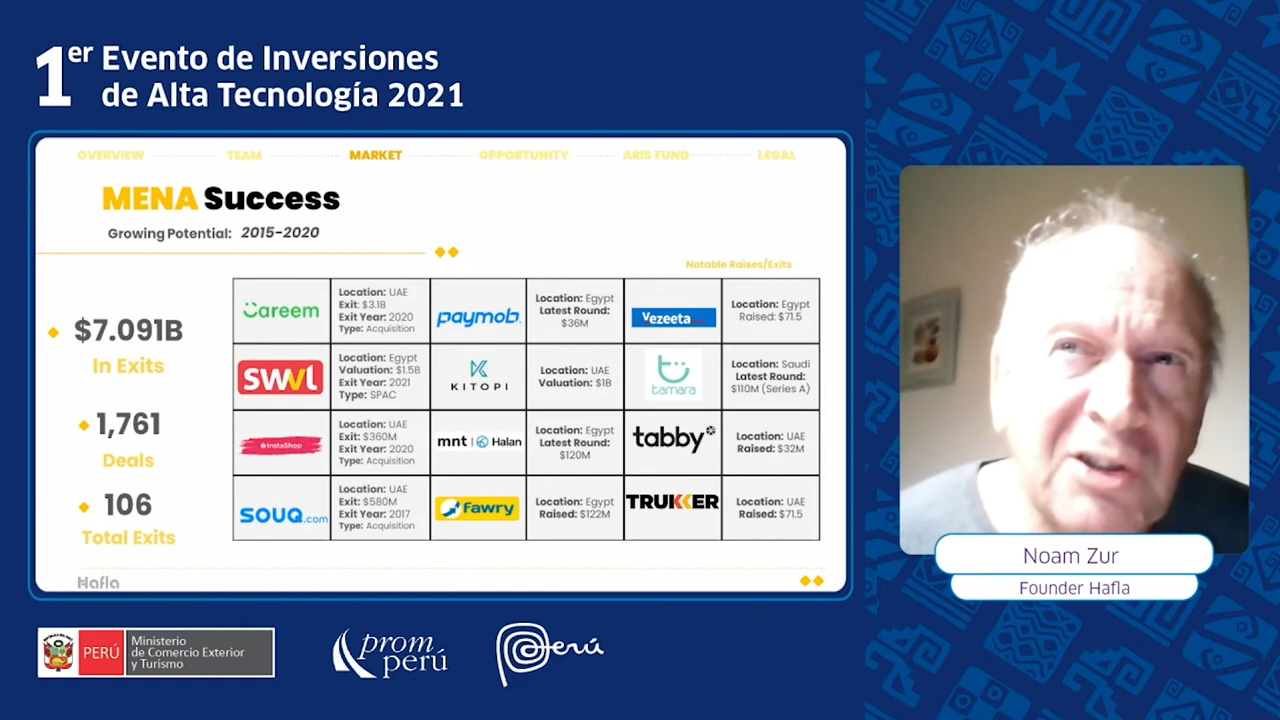 1er Evento de Inversiones
de Alta Tecnología 2021
OVERVIEW
TEAM
MARKET
OPPORTUNITY
ARIS FUND
LEGAL
MENA Success
Growing Potential: 2015-2020
Notable Raises/Exits
$7.091B
In Exits
1,761
Deals
106
Total Exits
Careem
Location: UAE
Exit: $3.1B
Exit Year: 2020
Type: Acquisition
paymob
Location: Egypt
Latest Round:
$36M
Vezeeta
Location: Egypt
Raised: $71.5
SWVL
Location: Egypt
Valuation: $1.5B
Exit Year: 2021
Type: SPAC
KITOPI
Location: UAE
Valuation: $1B
tamara
Location: Saudi
Latest Round:
$110M (Series A)
InstaShop
Location: UAE
Exit: $360M
Exit Year: 2020
Type: Acquisition
mnt | Halan
Location: Egypt
Latest Round:
$120M
tabby
Location: UAE
Raised: $32M
SOUQ.com
Location: UAE
Exit: $580M
Exit Year: 2017
Type: Acquisition
fawry
Location: Egypt
Raised: $122M
TRUKKER
Location: UAE
Raised: $71.5
Hafla
Noam Zur
Founder Hafla
PERÚ
Ministerio
de Comercio Exterior
y Turismo
prom
perú
Perú